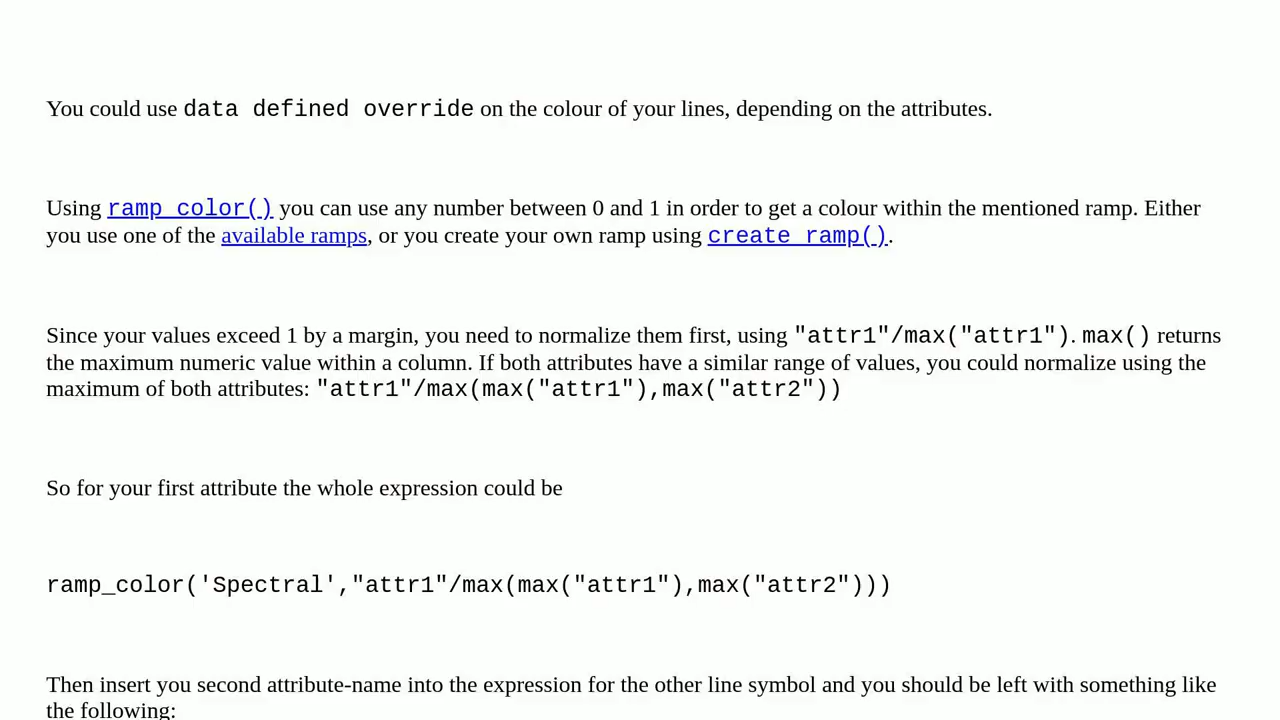 You could use data defined override on the colour of your lines, depending on the attributes.
Using ramp_color() you can use any number between 0 and 1 in order to get a colour within the mentioned ramp. Either
you use one of the available ramps, or you create your own ramp using create_ramp().
Since your values exceed 1 by a margin, you need to normalize them first, using "attr1"/max("attr1"). max() returns
the maximum numeric value within a column. If both attributes have a similar range of values, you could normalize using the
maximum of both attributes: "attr1"/max(max("attr1"),max("attr2"))
So for your first attribute the whole expression could be
ramp_color('Spectral',"attr1"/max(max("attr1"),max("attr2")))
Then insert you second attribute-name into the expression for the other line symbol and you should be left with something like
the following: